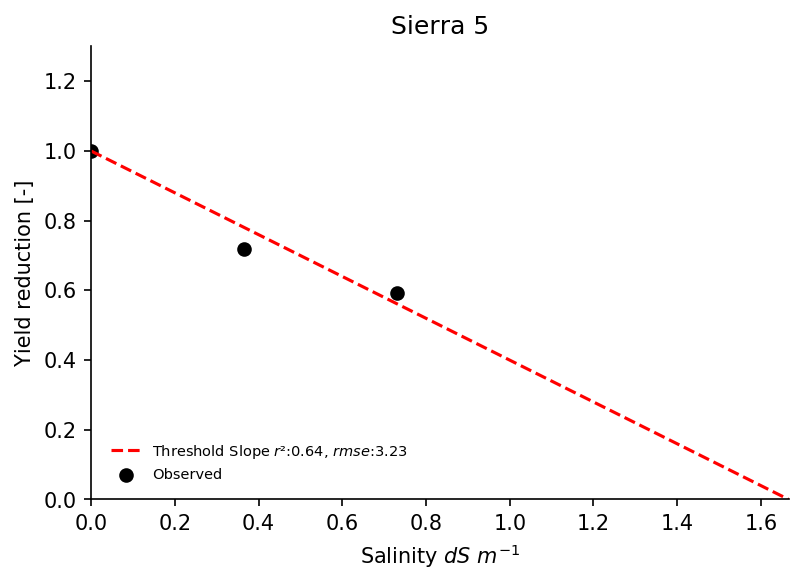 Sierra 5
Yield reduction [-]
1.2
1.0
0.8
0.6
0.4
0.2
0.0
Threshold Slope r²:0.64, rmse:3.23
Observed
0.0 0.2 0.4 0.6 0.8 1.0 1.2 1.4 1.6
Salinity dS m⁻¹